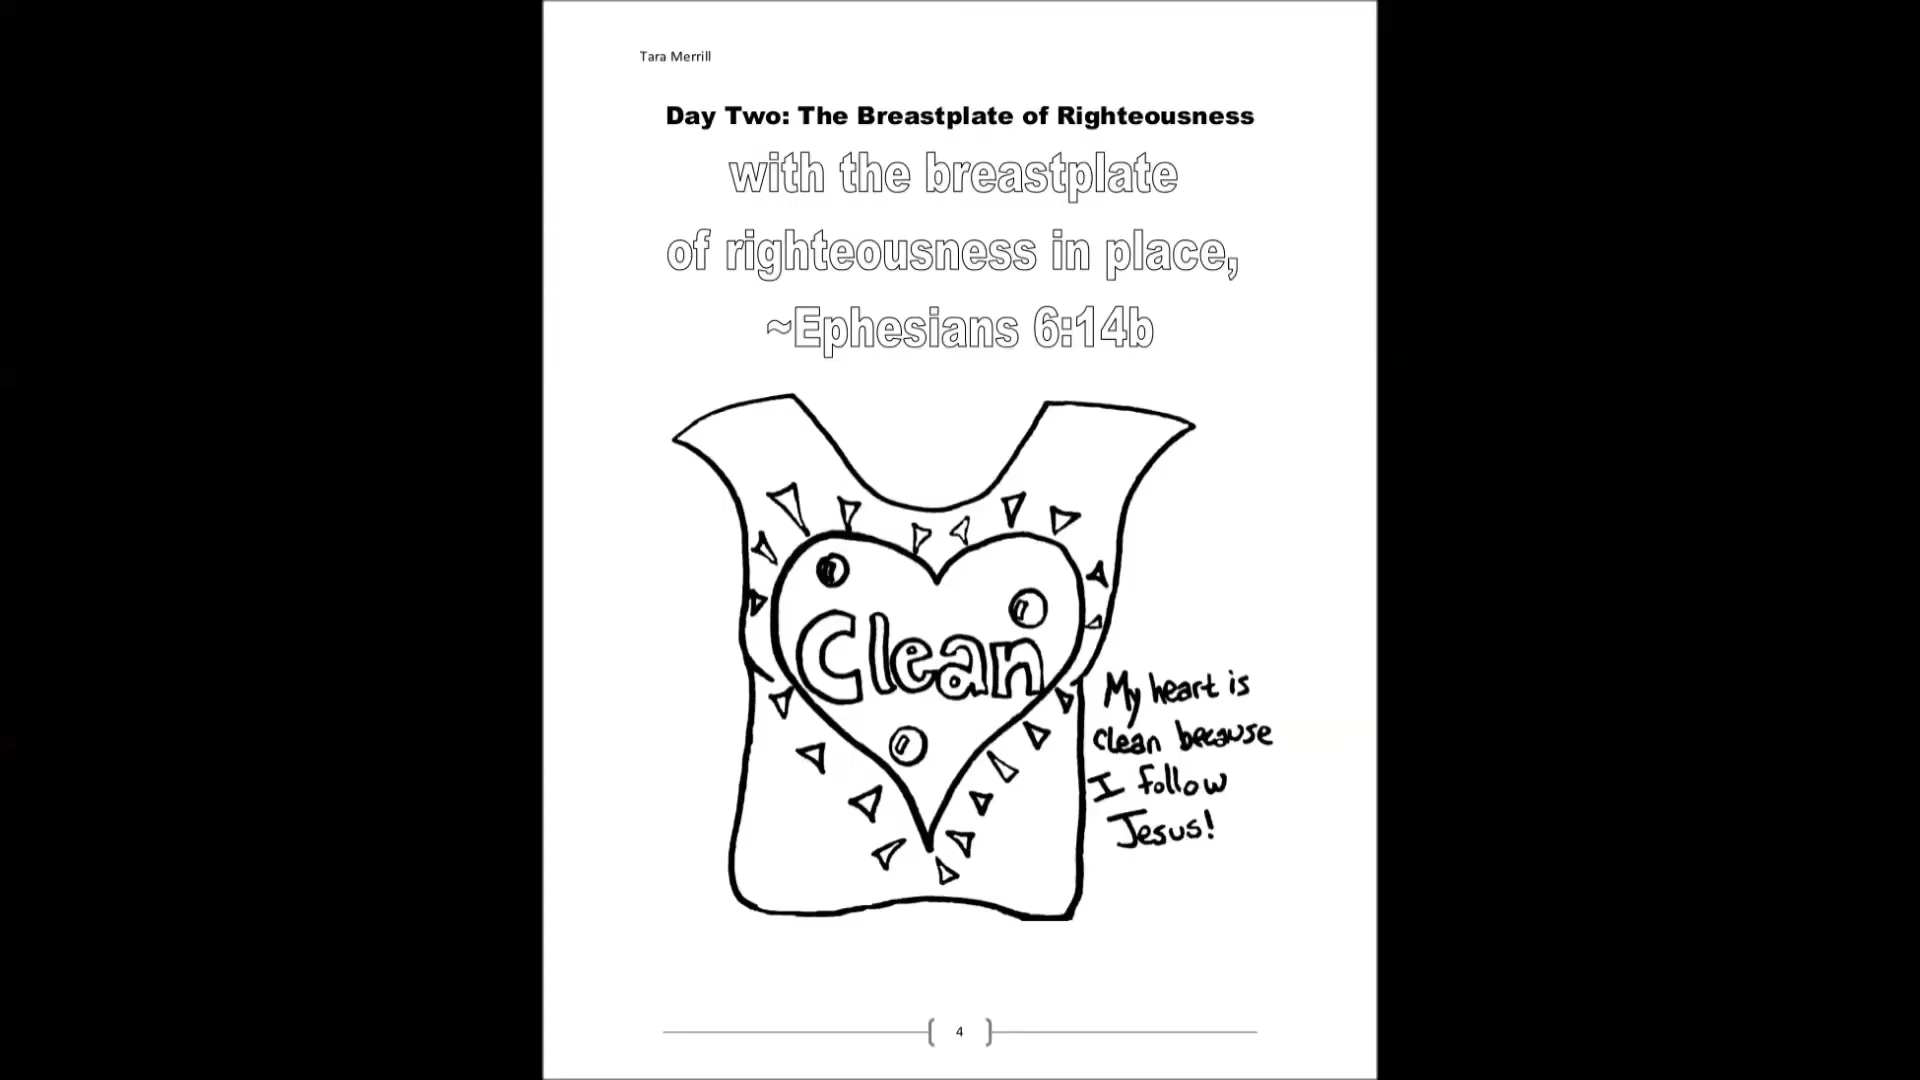 Tara Merrill
Day Two: The Breastplate of Righteousness
with the breastplate
of righteousness in place,
~Ephesians 6:14b
Clean
My heart is
clean because
I follow
Jesus!
4